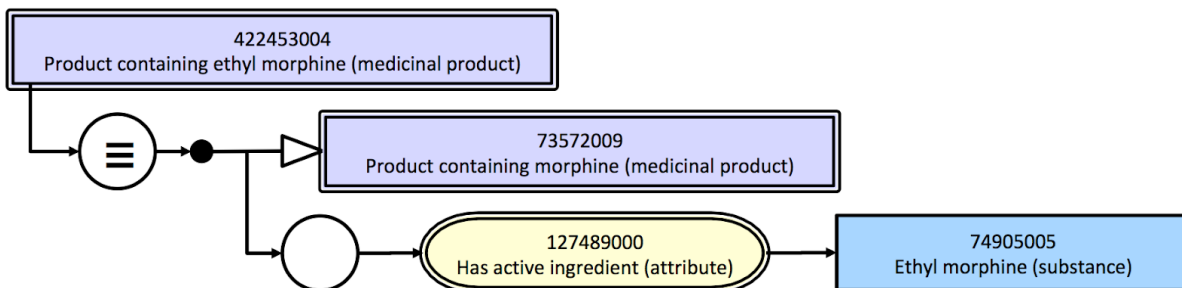 422453004
Product containing ethyl morphine (medicinal product)
73572009
Product containing morphine (medicinal product)
127489000
Has active ingredient (attribute)
74905005
Ethyl morphine (substance)